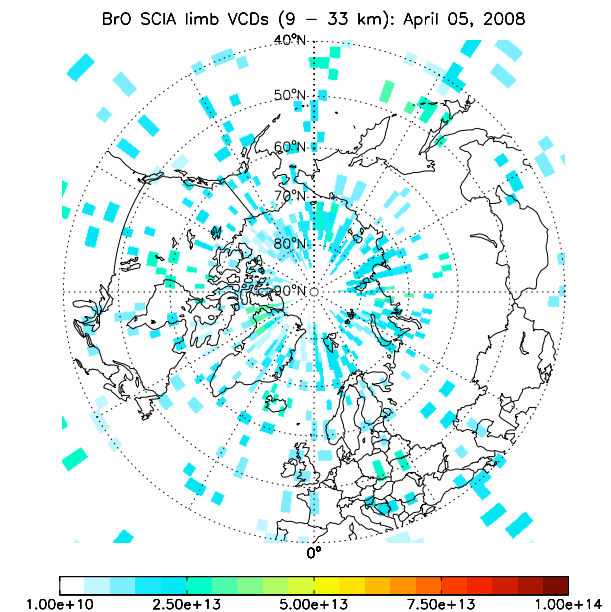 BrO SCIA limb VCDs (9 – 33 km): April 05, 2008
40°N
50°N
60°N
70°N
80°N
90°N
0°
1.00e+10 2.50e+13 5.00e+13 7.50e+13 1.00e+14